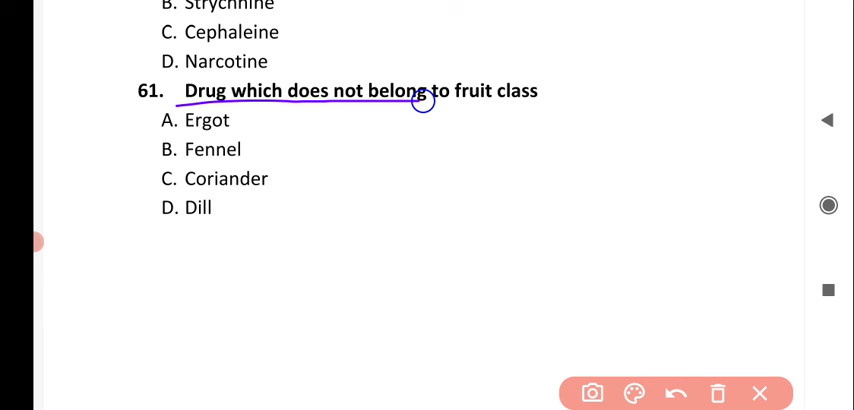 B. Strychnine
C. Cephaleine
D. Narcotine
61. Drug which does not belong to fruit class
A. Ergot
B. Fennel
C. Coriander
D. Dill